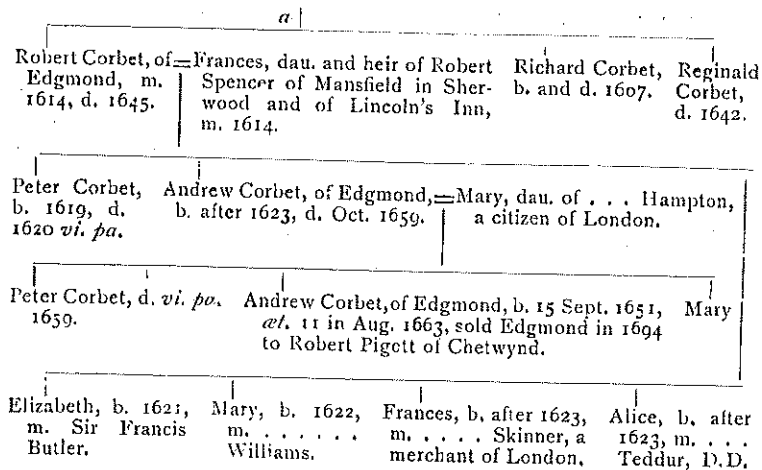 a
Robert Corbet, of=Frances, dau. and heir of Robert
Edgmond, m. Spencer of Mansfield in Sher-
1614, d. 1645. wood and of Lincoln's Inn,
m. 1614.
Richard Corbet,
b. and d. 1607.
Reginald
Corbet,
d. 1642.
Peter Corbet,
b. 1619, d.
1620 vi. pa.
Andrew Corbet, of Edgmond,=Mary, dau. of . . . Hampton,
b. after 1623, d. Oct. 1659. a citizen of London.
Peter Corbet, d. vi. pa.
1659.
Andrew Corbet, of Edgmond, b. 15 Sept. 1651,
æt. 11 in Aug. 1663, sold Edgmond in 1694
to Robert Pigott of Chetwynd.
Mary
Elizabeth, b. 1621,
m. Sir Francis
Butler.
Mary, b. 1622,
m. . . . . . .
Williams.
Frances, b. after 1623,
m. . . . . Skinner, a
merchant of London.
Alice, b. after
1623, m. . . .
Teddur, D.D.